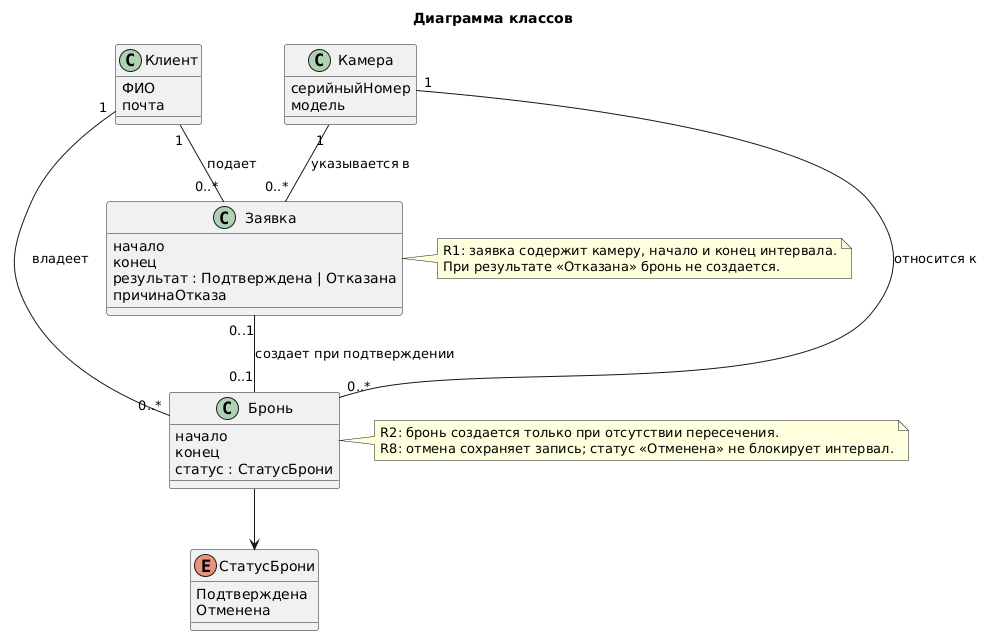 Диаграмма классов
C Клиент
ФИО
почта
C Камера
серийныйНомер
модель
1
1
1
1
подает
указывается в
0..*
0..*
C Заявка
начало
конец
результат : Подтверждена | Отказана
причинаОтказа
R1: заявка содержит камеру, начало и конец интервала.
При результате «Отказана» бронь не создается.
владеет
относится к
0..1
создает при подтверждении
0..1
0..*
0..*
C Бронь
начало
конец
статус : СтатусБрони
R2: бронь создается только при отсутствии пересечения.
R8: отмена сохраняет запись; статус «Отменена» не блокирует интервал.
E СтатусБрони
Подтверждена
Отменена